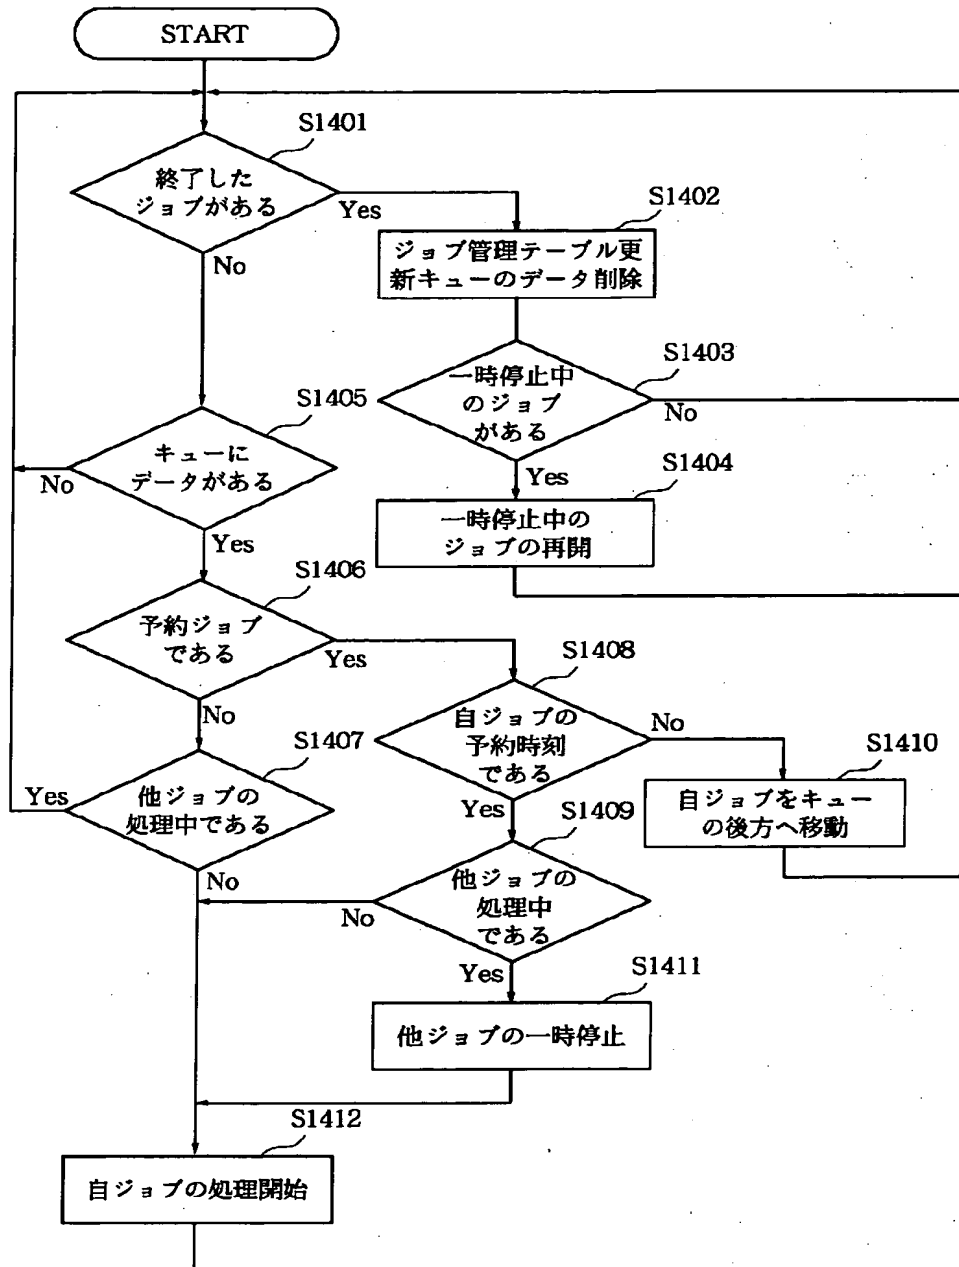 START
S1401
終了した
ジョブがある
Yes
No
S1402
ジョブ管理テーブル更
新キューのデータ削除
S1403
一時停止中
のジョブ
がある
No
Yes
S1404
一時停止中の
ジョブの再開
S1405
キューに
データがある
No
Yes
S1406
予約ジョブ
である
Yes
No
S1407
他ジョブの
処理中である
Yes
No
S1408
自ジョブの
予約時刻
である
No
Yes
S1410
自ジョブをキュー
の後方へ移動
S1409
他ジョブの
処理中
である
No
Yes
S1411
他ジョブの一時停止
S1412
自ジョブの処理開始